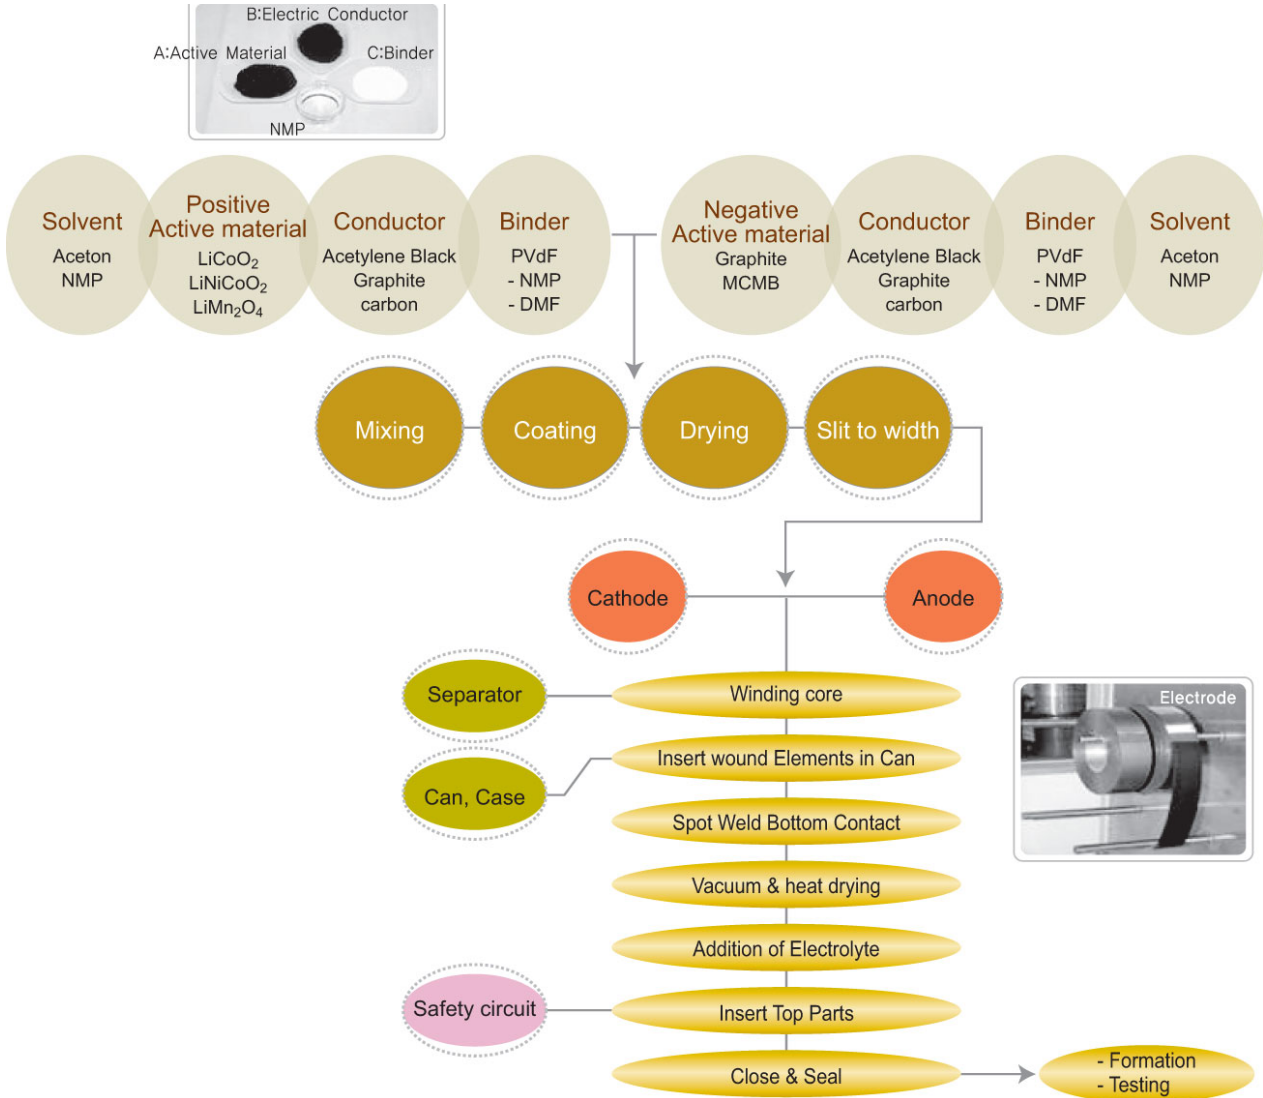 B:Electric Conductor
A:Active Material
C:Binder
NMP
Solvent
Aceton
NMP
Positive
Active material
LiCoO₂
LiNiCoO₂
LiMn₂O₄
Conductor
Acetylene Black
Graphite
carbon
Binder
PVdF
- NMP
- DMF
Negative
Active material
Graphite
MCMB
Conductor
Acetylene Black
Graphite
carbon
Binder
PVdF
- NMP
- DMF
Solvent
Aceton
NMP
Mixing
Coating
Drying
Slit to width
Cathode
Anode
Separator
Winding core
Electrode
Insert wound Elements in Can
Can, Case
Spot Weld Bottom Contact
Vacuum & heat drying
Addition of Electrolyte
Safety circuit
Insert Top Parts
Close & Seal
- Formation
- Testing